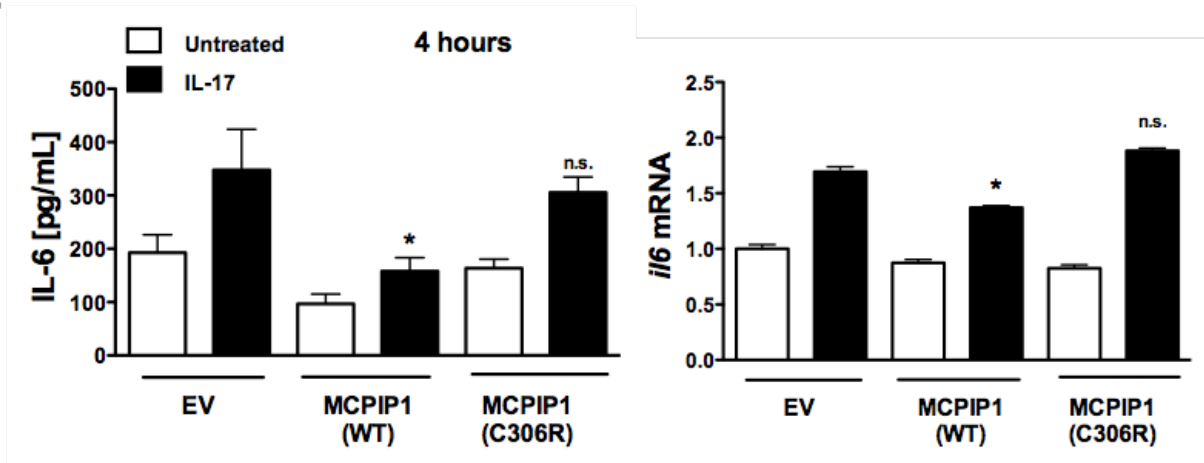 Untreated
4 hours
IL-17
IL-6 [pg/mL]
500
400
300
200
100
0
*
n.s.
EV
MCPIP1
(WT)
MCPIP1
(C306R)
il6 mRNA
2.5
2.0
1.5
1.0
0.5
0.0
*
n.s.
EV
MCPIP1
(WT)
MCPIP1
(C306R)